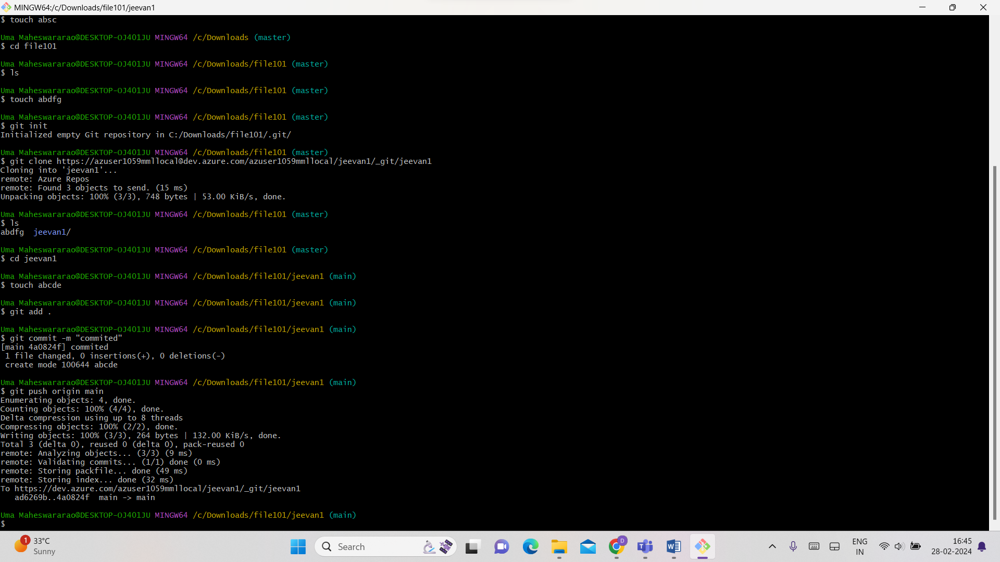 MINGW64:/c/Downloads/file101/jeevan1
$ touch absc
Uma Maheswararao@DESKTOP-OJ401JU MINGW64 /c/Downloads (master)
$ cd file101
Uma Maheswararao@DESKTOP-OJ401JU MINGW64 /c/Downloads/file101 (master)
$ ls
Uma Maheswararao@DESKTOP-OJ401JU MINGW64 /c/Downloads/file101 (master)
$ touch abdfg
Uma Maheswararao@DESKTOP-OJ401JU MINGW64 /c/Downloads/file101 (master)
$ git init
Initialized empty Git repository in C:/Downloads/file101/.git/
Uma Maheswararao@DESKTOP-OJ401JU MINGW64 /c/Downloads/file101 (master)
$ git clone https://azuser1059mmllocal@dev.azure.com/azuser1059mmllocal/jeevan1/_git/jeevan1
Cloning into 'jeevan1'...
remote: Azure Repos
remote: Found 3 objects to send. (15 ms)
Unpacking objects: 100% (3/3), 748 bytes | 53.00 KiB/s, done.
Uma Maheswararao@DESKTOP-OJ401JU MINGW64 /c/Downloads/file101 (master)
$ ls
abdfg  jeevan1/
Uma Maheswararao@DESKTOP-OJ401JU MINGW64 /c/Downloads/file101 (master)
$ cd jeevan1
Uma Maheswararao@DESKTOP-OJ401JU MINGW64 /c/Downloads/file101/jeevan1 (main)
$ touch abcde
Uma Maheswararao@DESKTOP-OJ401JU MINGW64 /c/Downloads/file101/jeevan1 (main)
$ git add .
Uma Maheswararao@DESKTOP-OJ401JU MINGW64 /c/Downloads/file101/jeevan1 (main)
$ git commit -m "commited"
[main 4a0824f] commited
1 file changed, 0 insertions(+), 0 deletions(-)
create mode 100644 abcde
Uma Maheswararao@DESKTOP-OJ401JU MINGW64 /c/Downloads/file101/jeevan1 (main)
$ git push origin main
Enumerating objects: 4, done.
Counting objects: 100% (4/4), done.
Delta compression using up to 8 threads
Compressing objects: 100% (2/2), done.
Writing objects: 100% (3/3), 264 bytes | 132.00 KiB/s, done.
Total 3 (delta 0), reused 0 (delta 0), pack-reused 0
remote: Analyzing objects... (3/3) (9 ms)
remote: Validating commits... (1/1) done (0 ms)
remote: Storing packfile... done (49 ms)
remote: Storing index... done (32 ms)
To https://dev.azure.com/azuser1059mmllocal/jeevan1/_git/jeevan1
ad6269b..4a0824f  main -> main
Uma Maheswararao@DESKTOP-OJ401JU MINGW64 /c/Downloads/file101/jeevan1 (main)
$
1
33°C
Sunny
Search
D
T
W
ENG
IN
16:45
28-02-2024